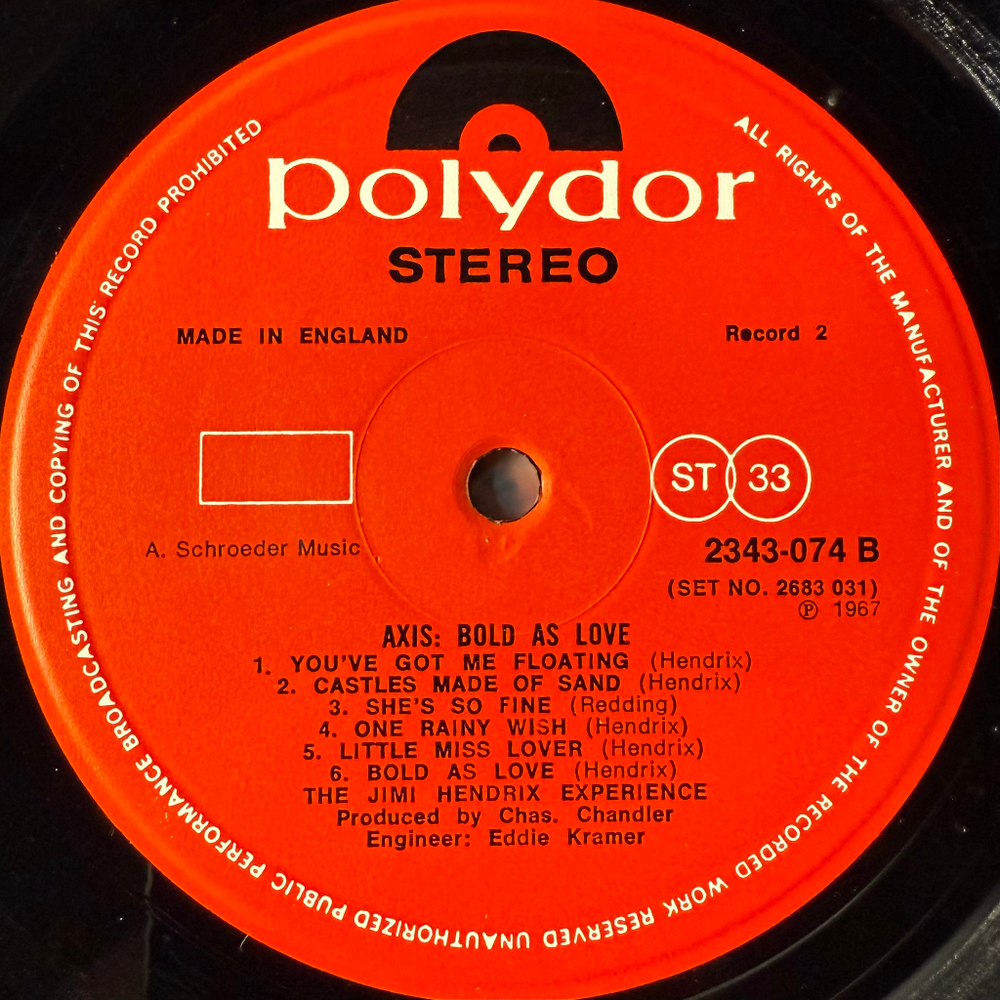 polydor
STEREO
MADE IN ENGLAND
Record 2
ST 33
A. Schroeder Music
2343-074 B
(SET NO. 2683 031)
℗ 1967
AXIS: BOLD AS LOVE
1. YOU'VE GOT ME FLOATING (Hendrix)
2. CASTLES MADE OF SAND (Hendrix)
3. SHE'S SO FINE (Redding)
4. ONE RAINY WISH (Hendrix)
5. LITTLE MISS LOVER (Hendrix)
6. BOLD AS LOVE (Hendrix)
THE JIMI HENDRIX EXPERIENCE
Produced by Chas. Chandler
Engineer: Eddie Kramer
ALL RIGHTS OF THE MANUFACTURER AND OF THE OWNER OF THE RECORDED WORK RESERVED UNAUTHORIZED PUBLIC PERFORMANCE BROADCASTING AND COPYING OF THIS RECORD PROHIBITED